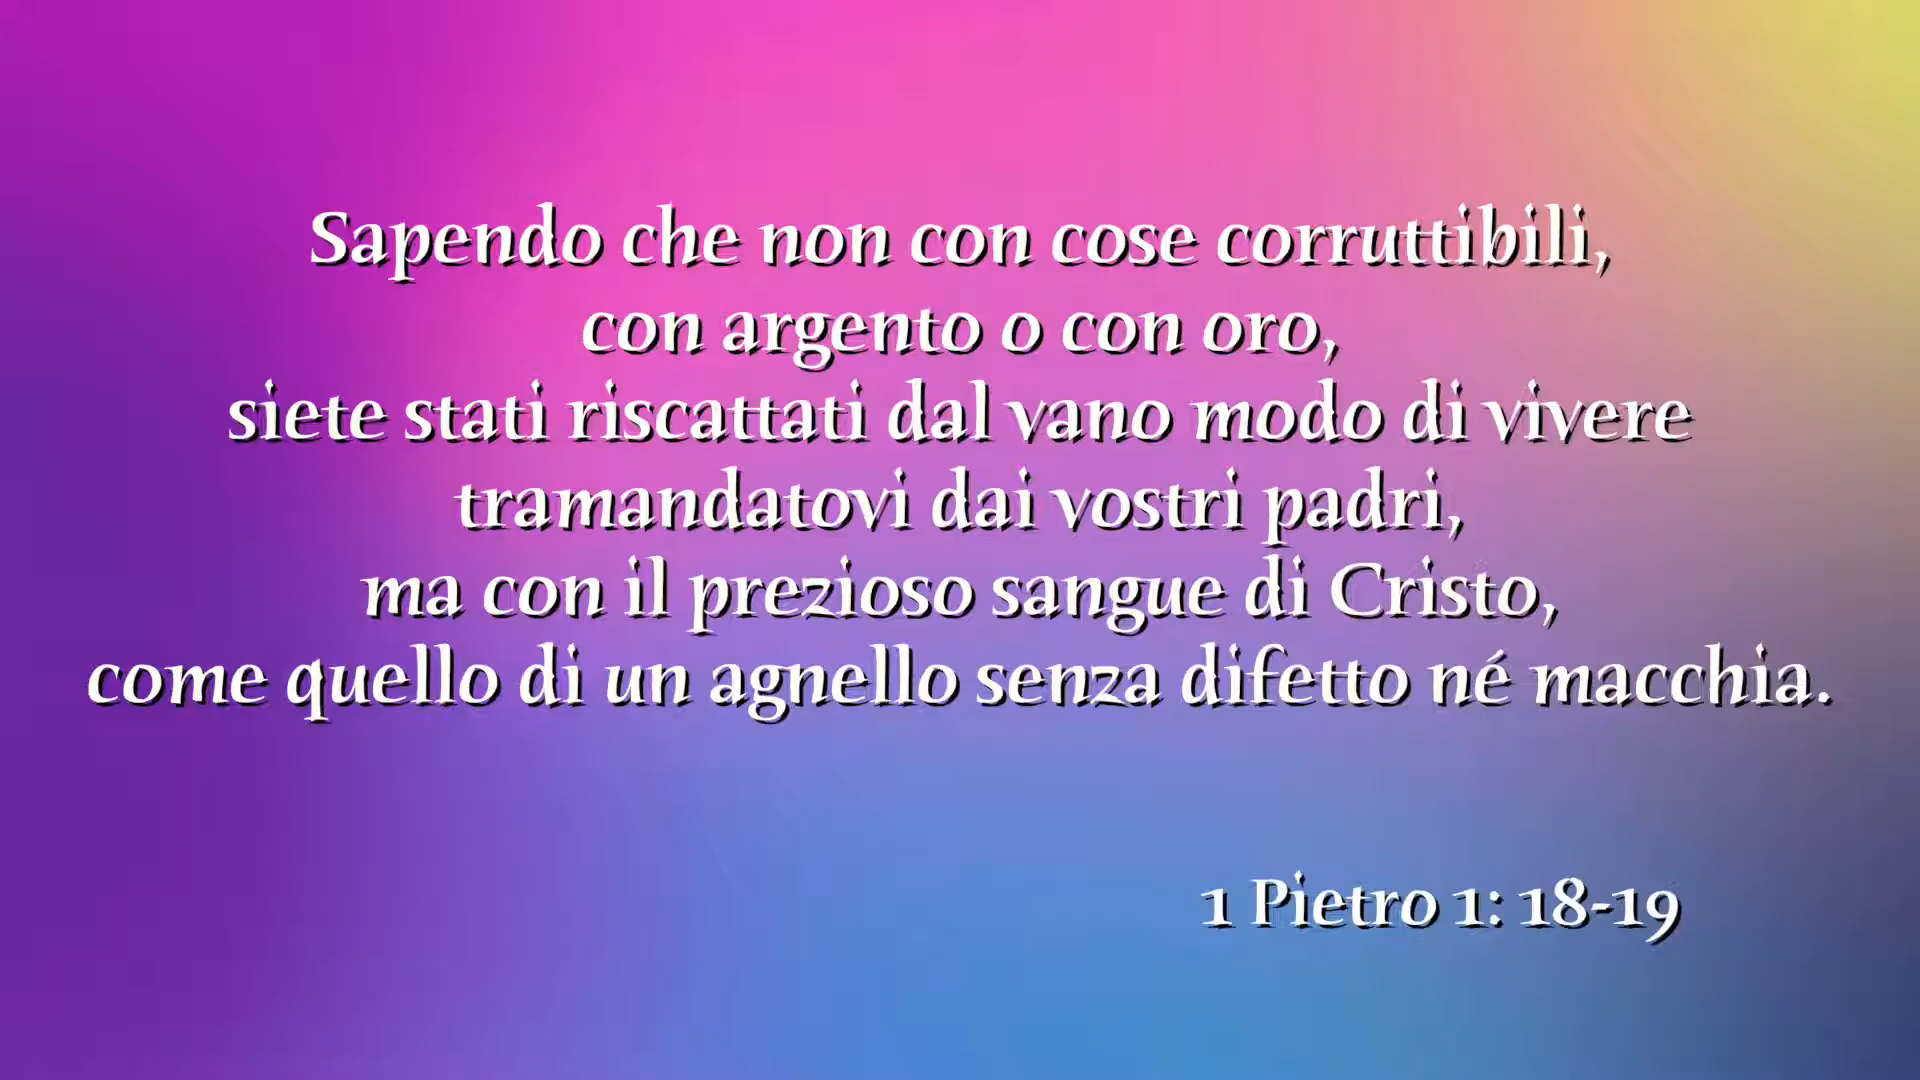 Sapendo che non con cose corruttibili,
con argento o con oro,
siete stati riscattati dal vano modo di vivere
tramandatovi dai vostri padri,
ma con il prezioso sangue di Cristo,
come quello di un agnello senza difetto né macchia.
1 Pietro 1: 18-19